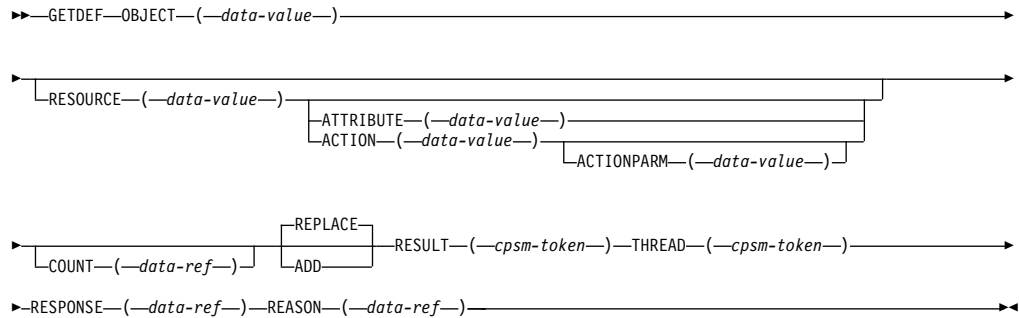 GETDEF OBJECT (data-value)
RESOURCE (data-value)
ATTRIBUTE (data-value)
ACTION (data-value)
ACTIONPARM (data-value)
REPLACE
RESULT (cpsm-token) THREAD (cpsm-token)
COUNT (data-ref)
ADD
RESPONSE (data-ref) REASON (data-ref)